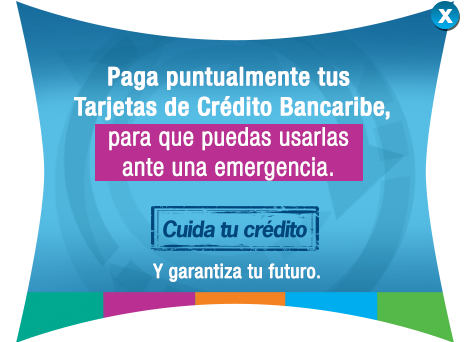 X
Paga puntualmente tus
Tarjetas de Crédito Bancaribe,
para que puedas usarlas
ante una emergencia.
Cuida tu crédito
Y garantiza tu futuro.